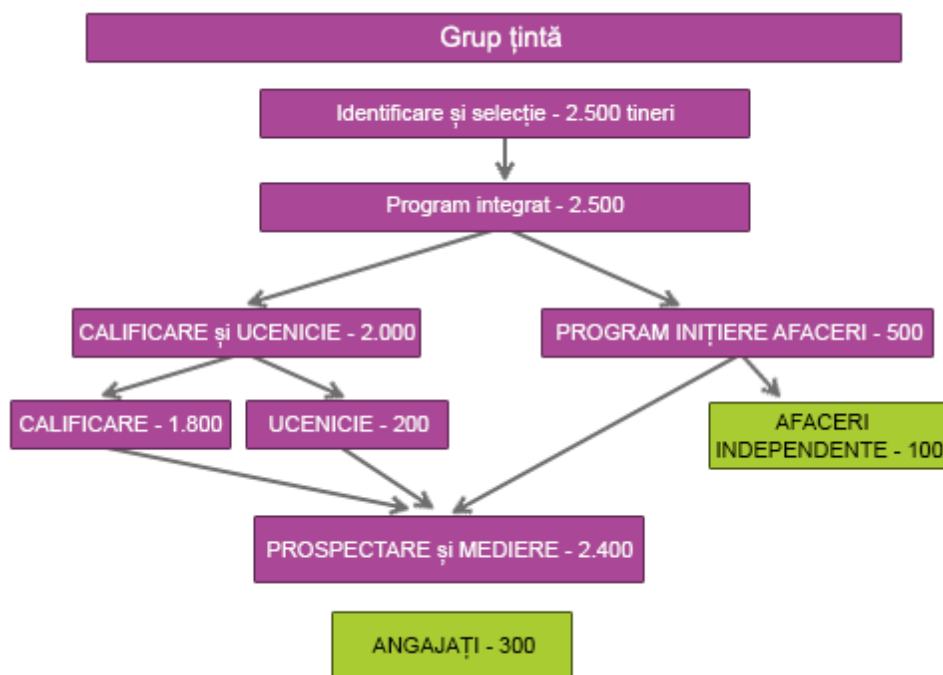 Grup țintă
Identificare și selecție - 2.500 tineri
Program integrat - 2.500
CALIFICARE și UCENICIE - 2.000
PROGRAM INIȚIERE AFACERI - 500
CALIFICARE - 1.800
UCENICIE - 200
AFACERI
INDEPENDENTE - 100
PROSPECTARE și MEDIERE - 2.400
ANGAJAȚI - 300